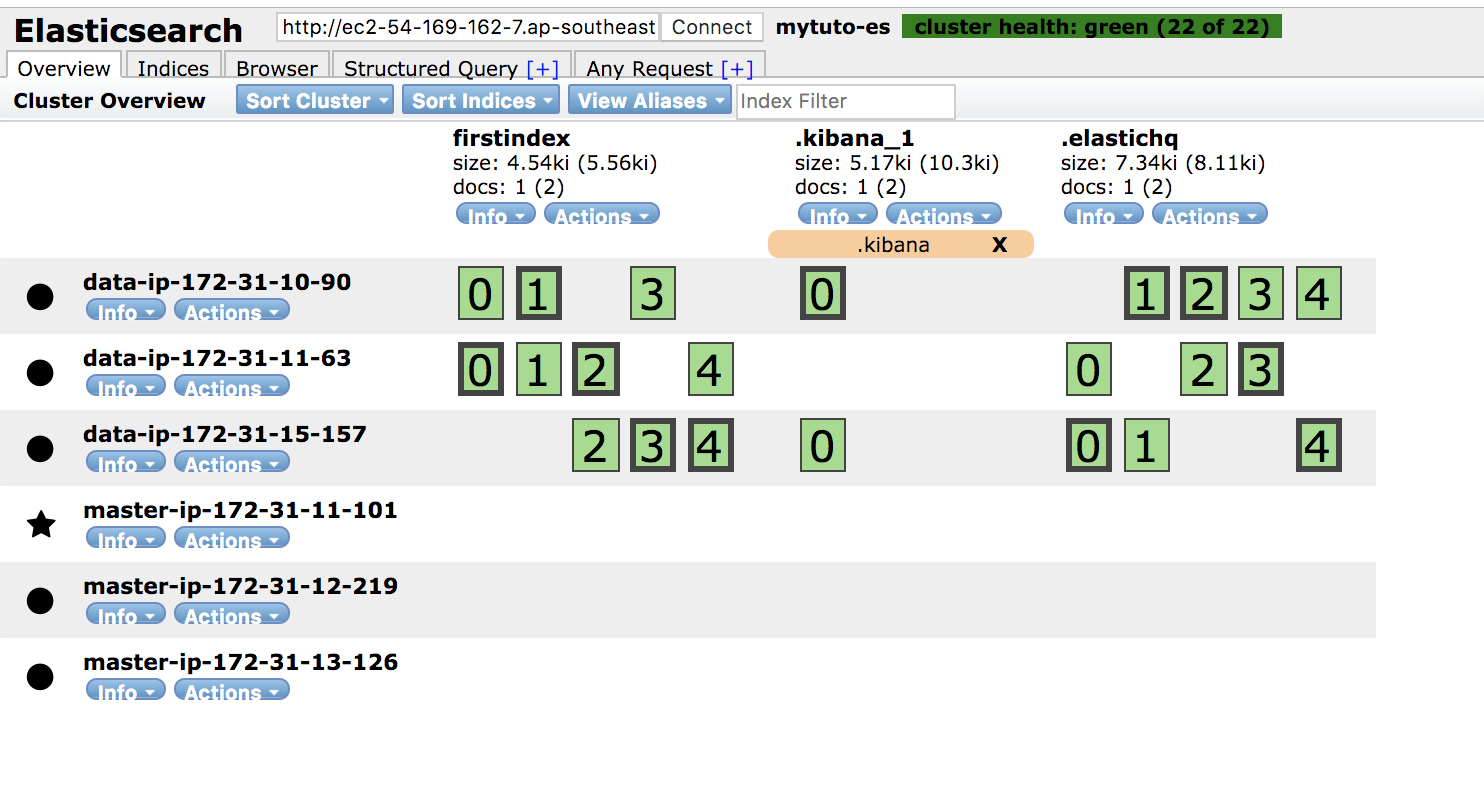 Elasticsearch http://ec2-54-169-162-7.ap-southeast Connect mytuto-es cluster health: green (22 of 22)
Overview Indices Browser Structured Query [+] Any Request [+]
Cluster Overview Sort Cluster Sort Indices View Aliases Index Filter
firstindex .kibana_1 .elastichq
size: 4.54ki (5.56ki) size: 5.17ki (10.3ki) size: 7.34ki (8.11ki)
docs: 1 (2) docs: 1 (2) docs: 1 (2)
Info Actions Info Actions Info Actions
.kibana X
data-ip-172-31-10-90 0 1 3 0 1 2 3 4
Info Actions
data-ip-172-31-11-63 0 1 2 4 0 2 3
Info Actions
data-ip-172-31-15-157 2 3 4 0 0 1 4
Info Actions
master-ip-172-31-11-101
Info Actions
master-ip-172-31-12-219
Info Actions
master-ip-172-31-13-126
Info Actions